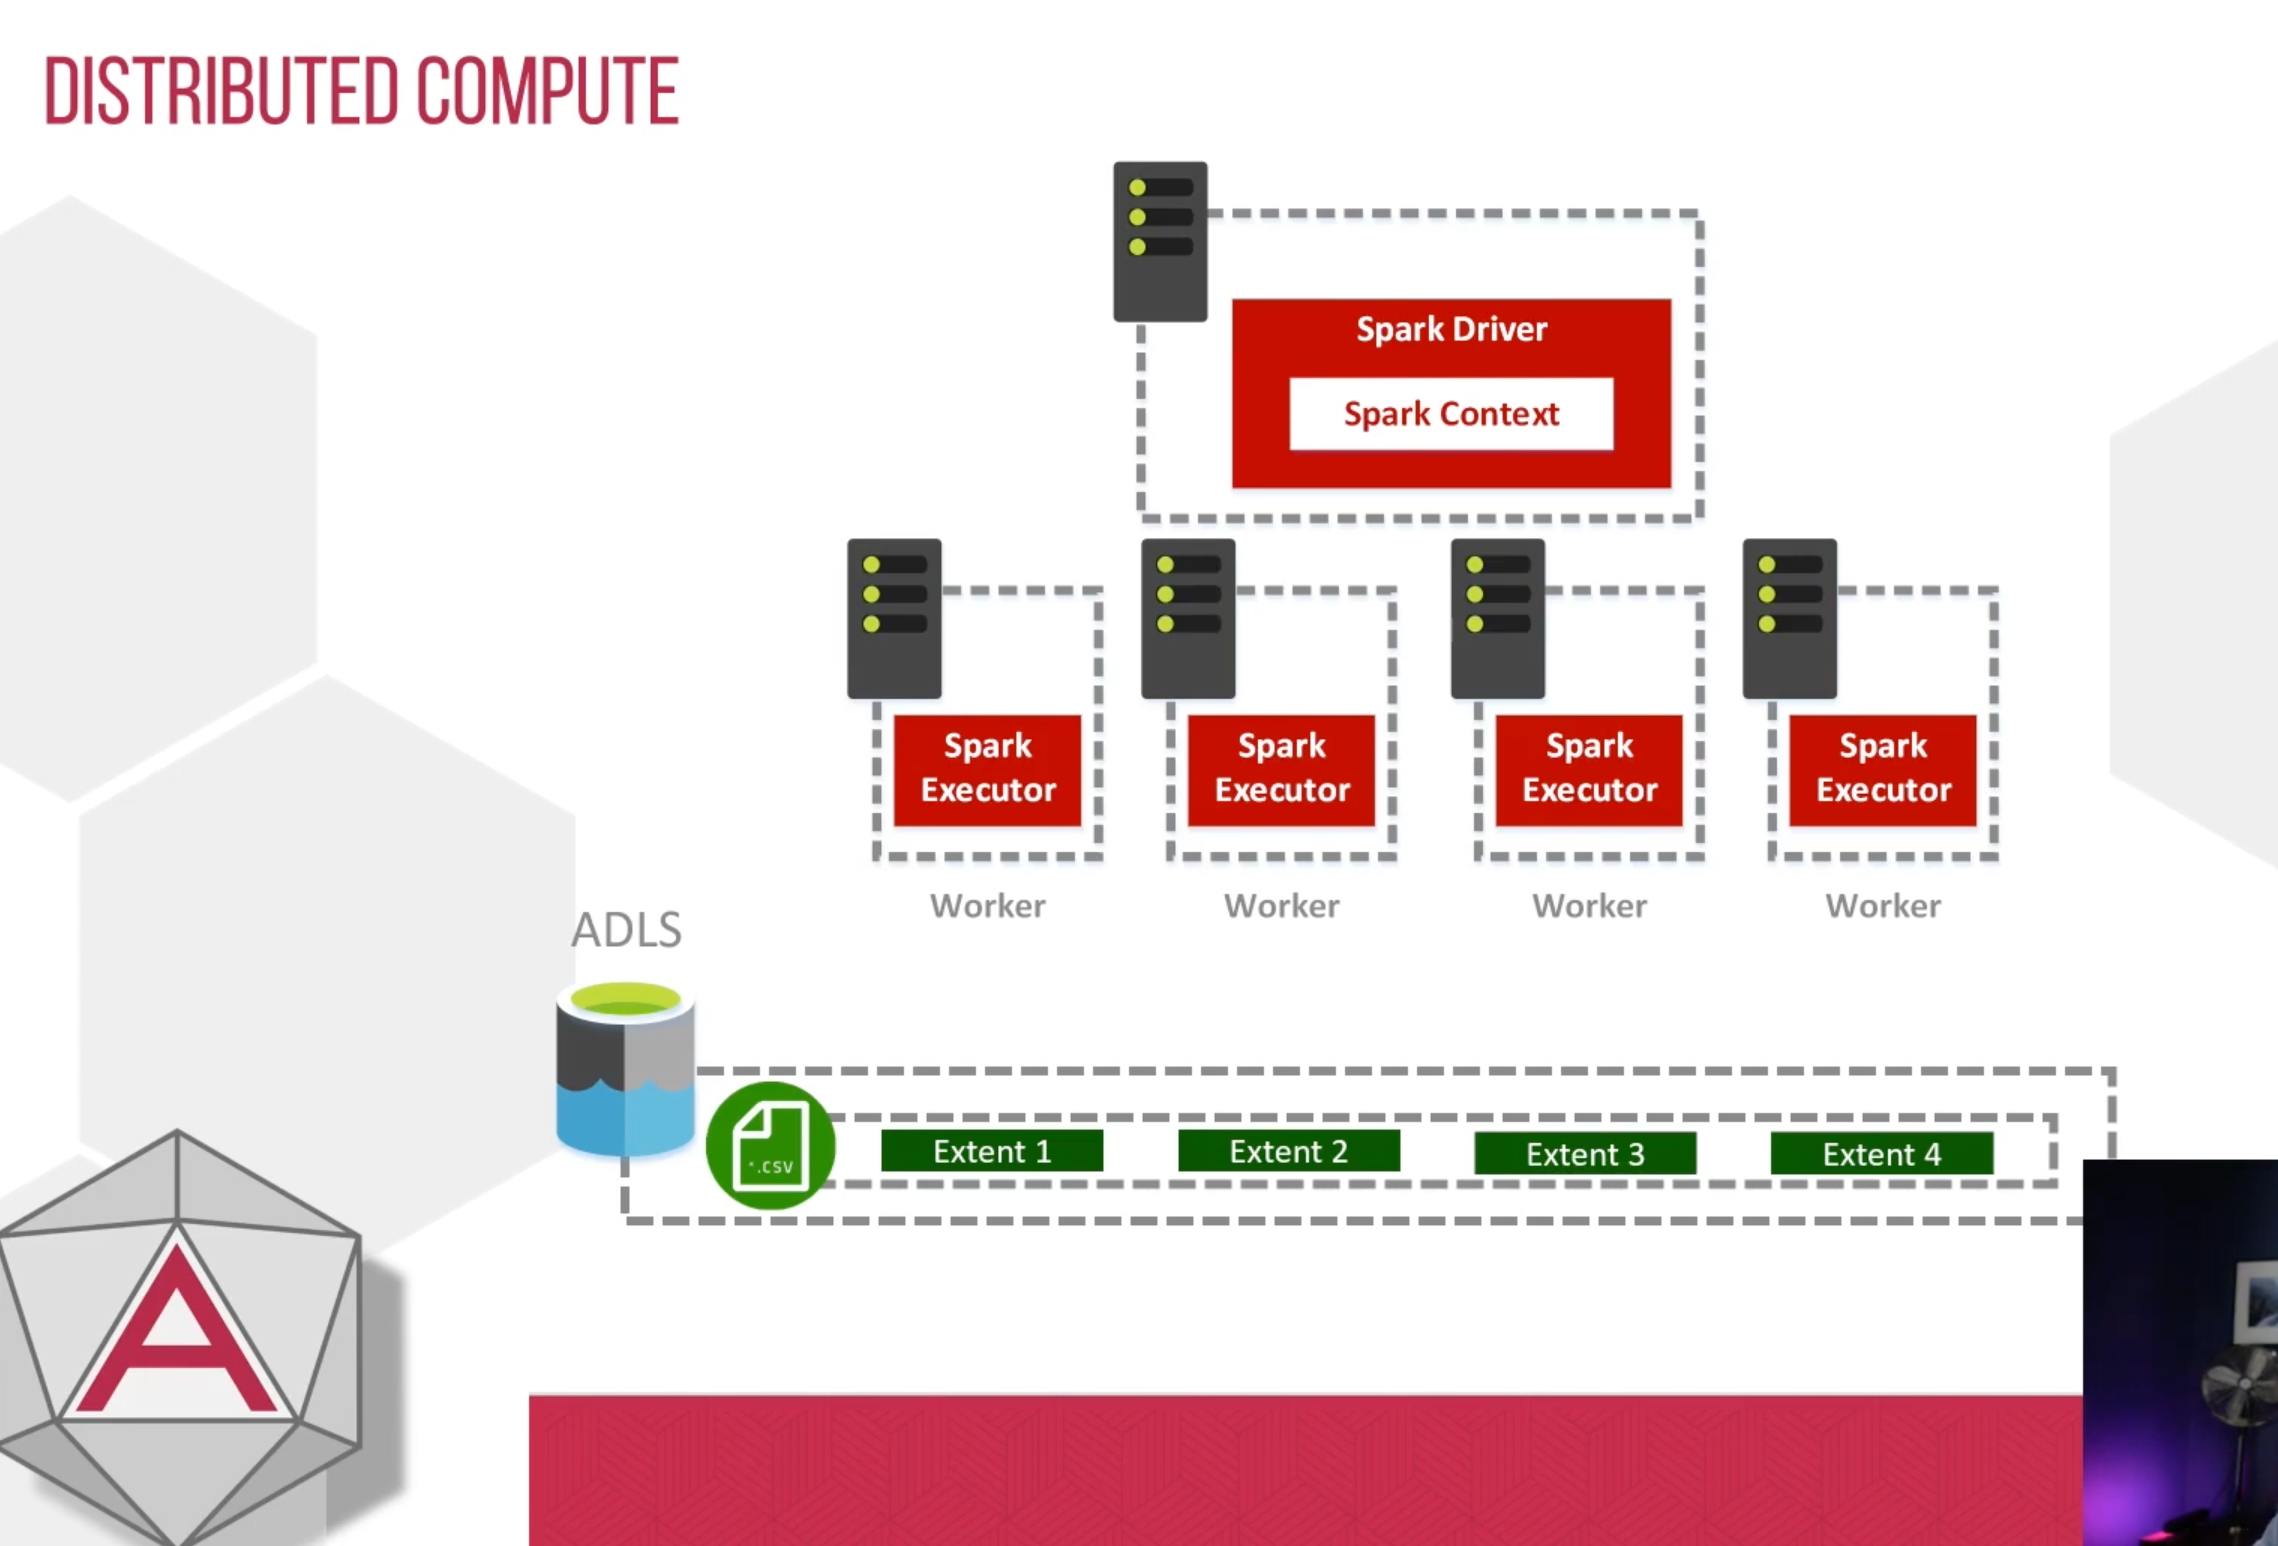 DISTRIBUTED COMPUTE
Spark Driver
Spark Context
Spark
Executor
Spark
Executor
Spark
Executor
Spark
Executor
Worker
Worker
Worker
Worker
ADLS
*.CSV
Extent 1
Extent 2
Extent 3
Extent 4
A